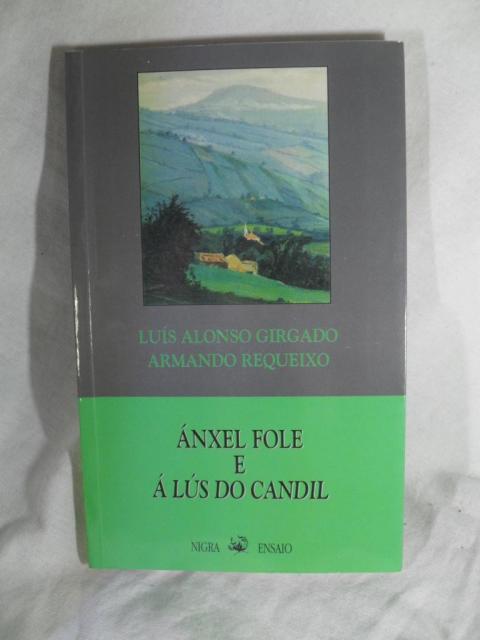 LUÍS ALONSO GIRGADO
ARMANDO REQUEIXO
ÁNXEL FOLE
E
Á LÚS DO CANDIL
NIGRA ENSAIO